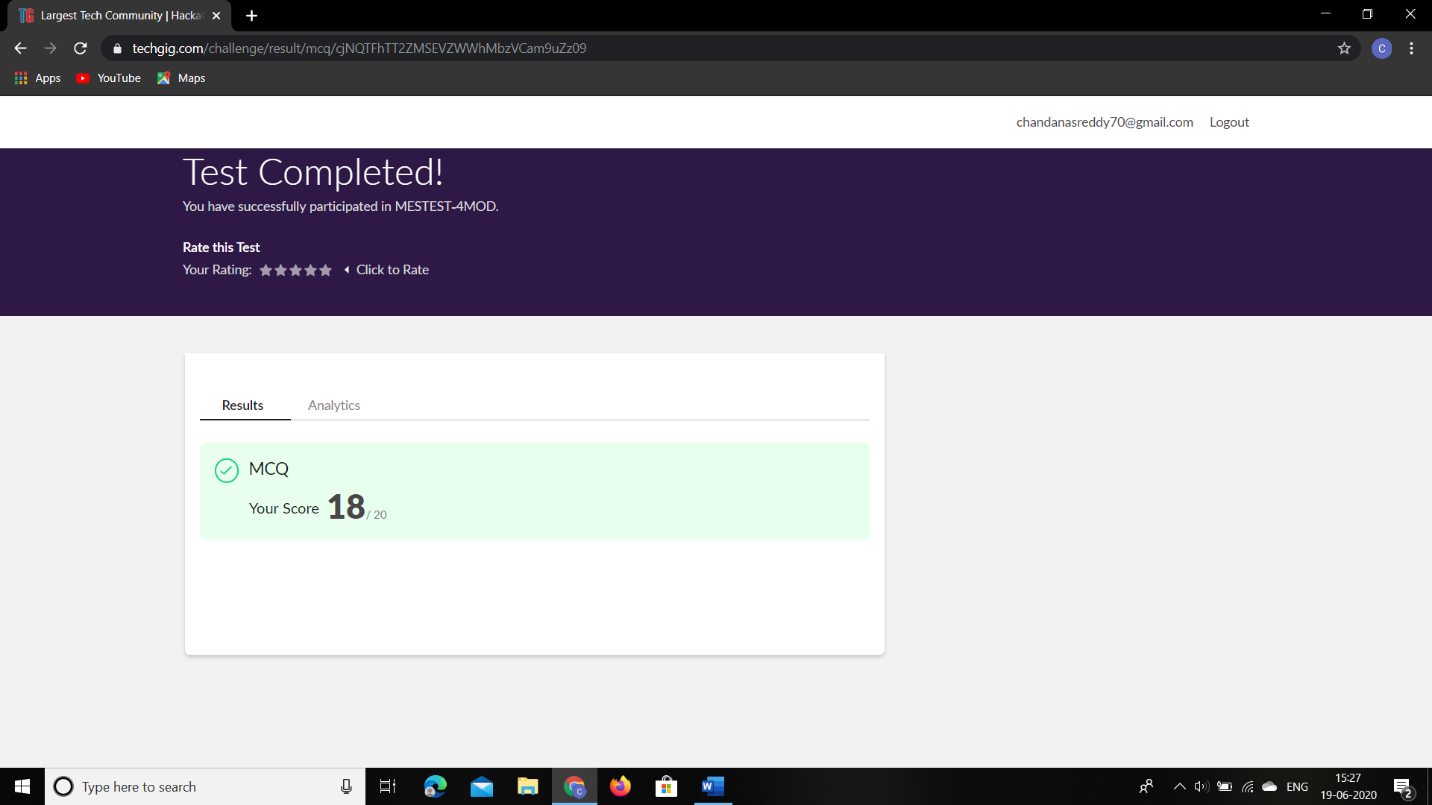 Largest Tech Community | Hacka
techgig.com/challenge/result/mcq/cjNQTFhTT2ZMSEVZWWhMbzVCam9uZz09
C
Apps YouTube Maps
chandanasreddy70@gmail.com Logout
Test Completed!
You have successfully participated in MESTEST-4MOD.
Rate this Test
Your Rating: Click to Rate
Results Analytics
MCQ
Your Score 18 / 20
Type here to search
ENG
15:27
19-06-2020
2